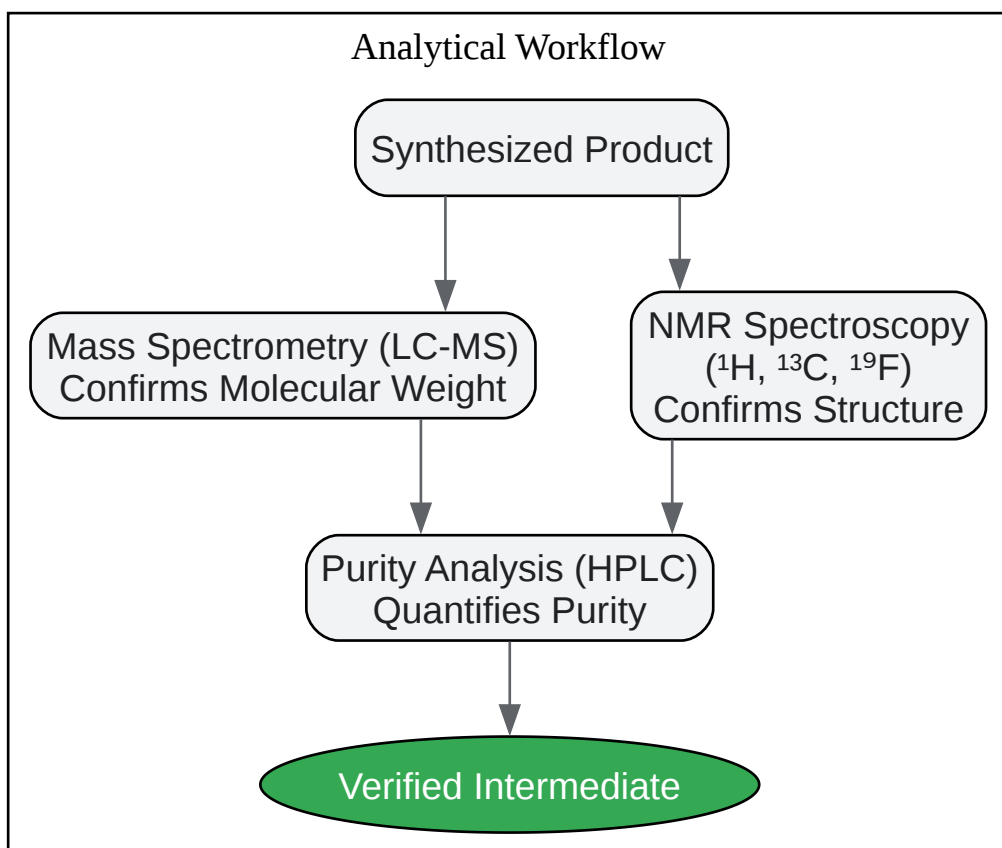 Analytical Workflow
Synthesized Product
Mass Spectrometry (LC-MS)
Confirms Molecular Weight
NMR Spectroscopy
(¹H, ¹³C, ¹⁹F)
Confirms Structure
Purity Analysis (HPLC)
Quantifies Purity
Verified Intermediate